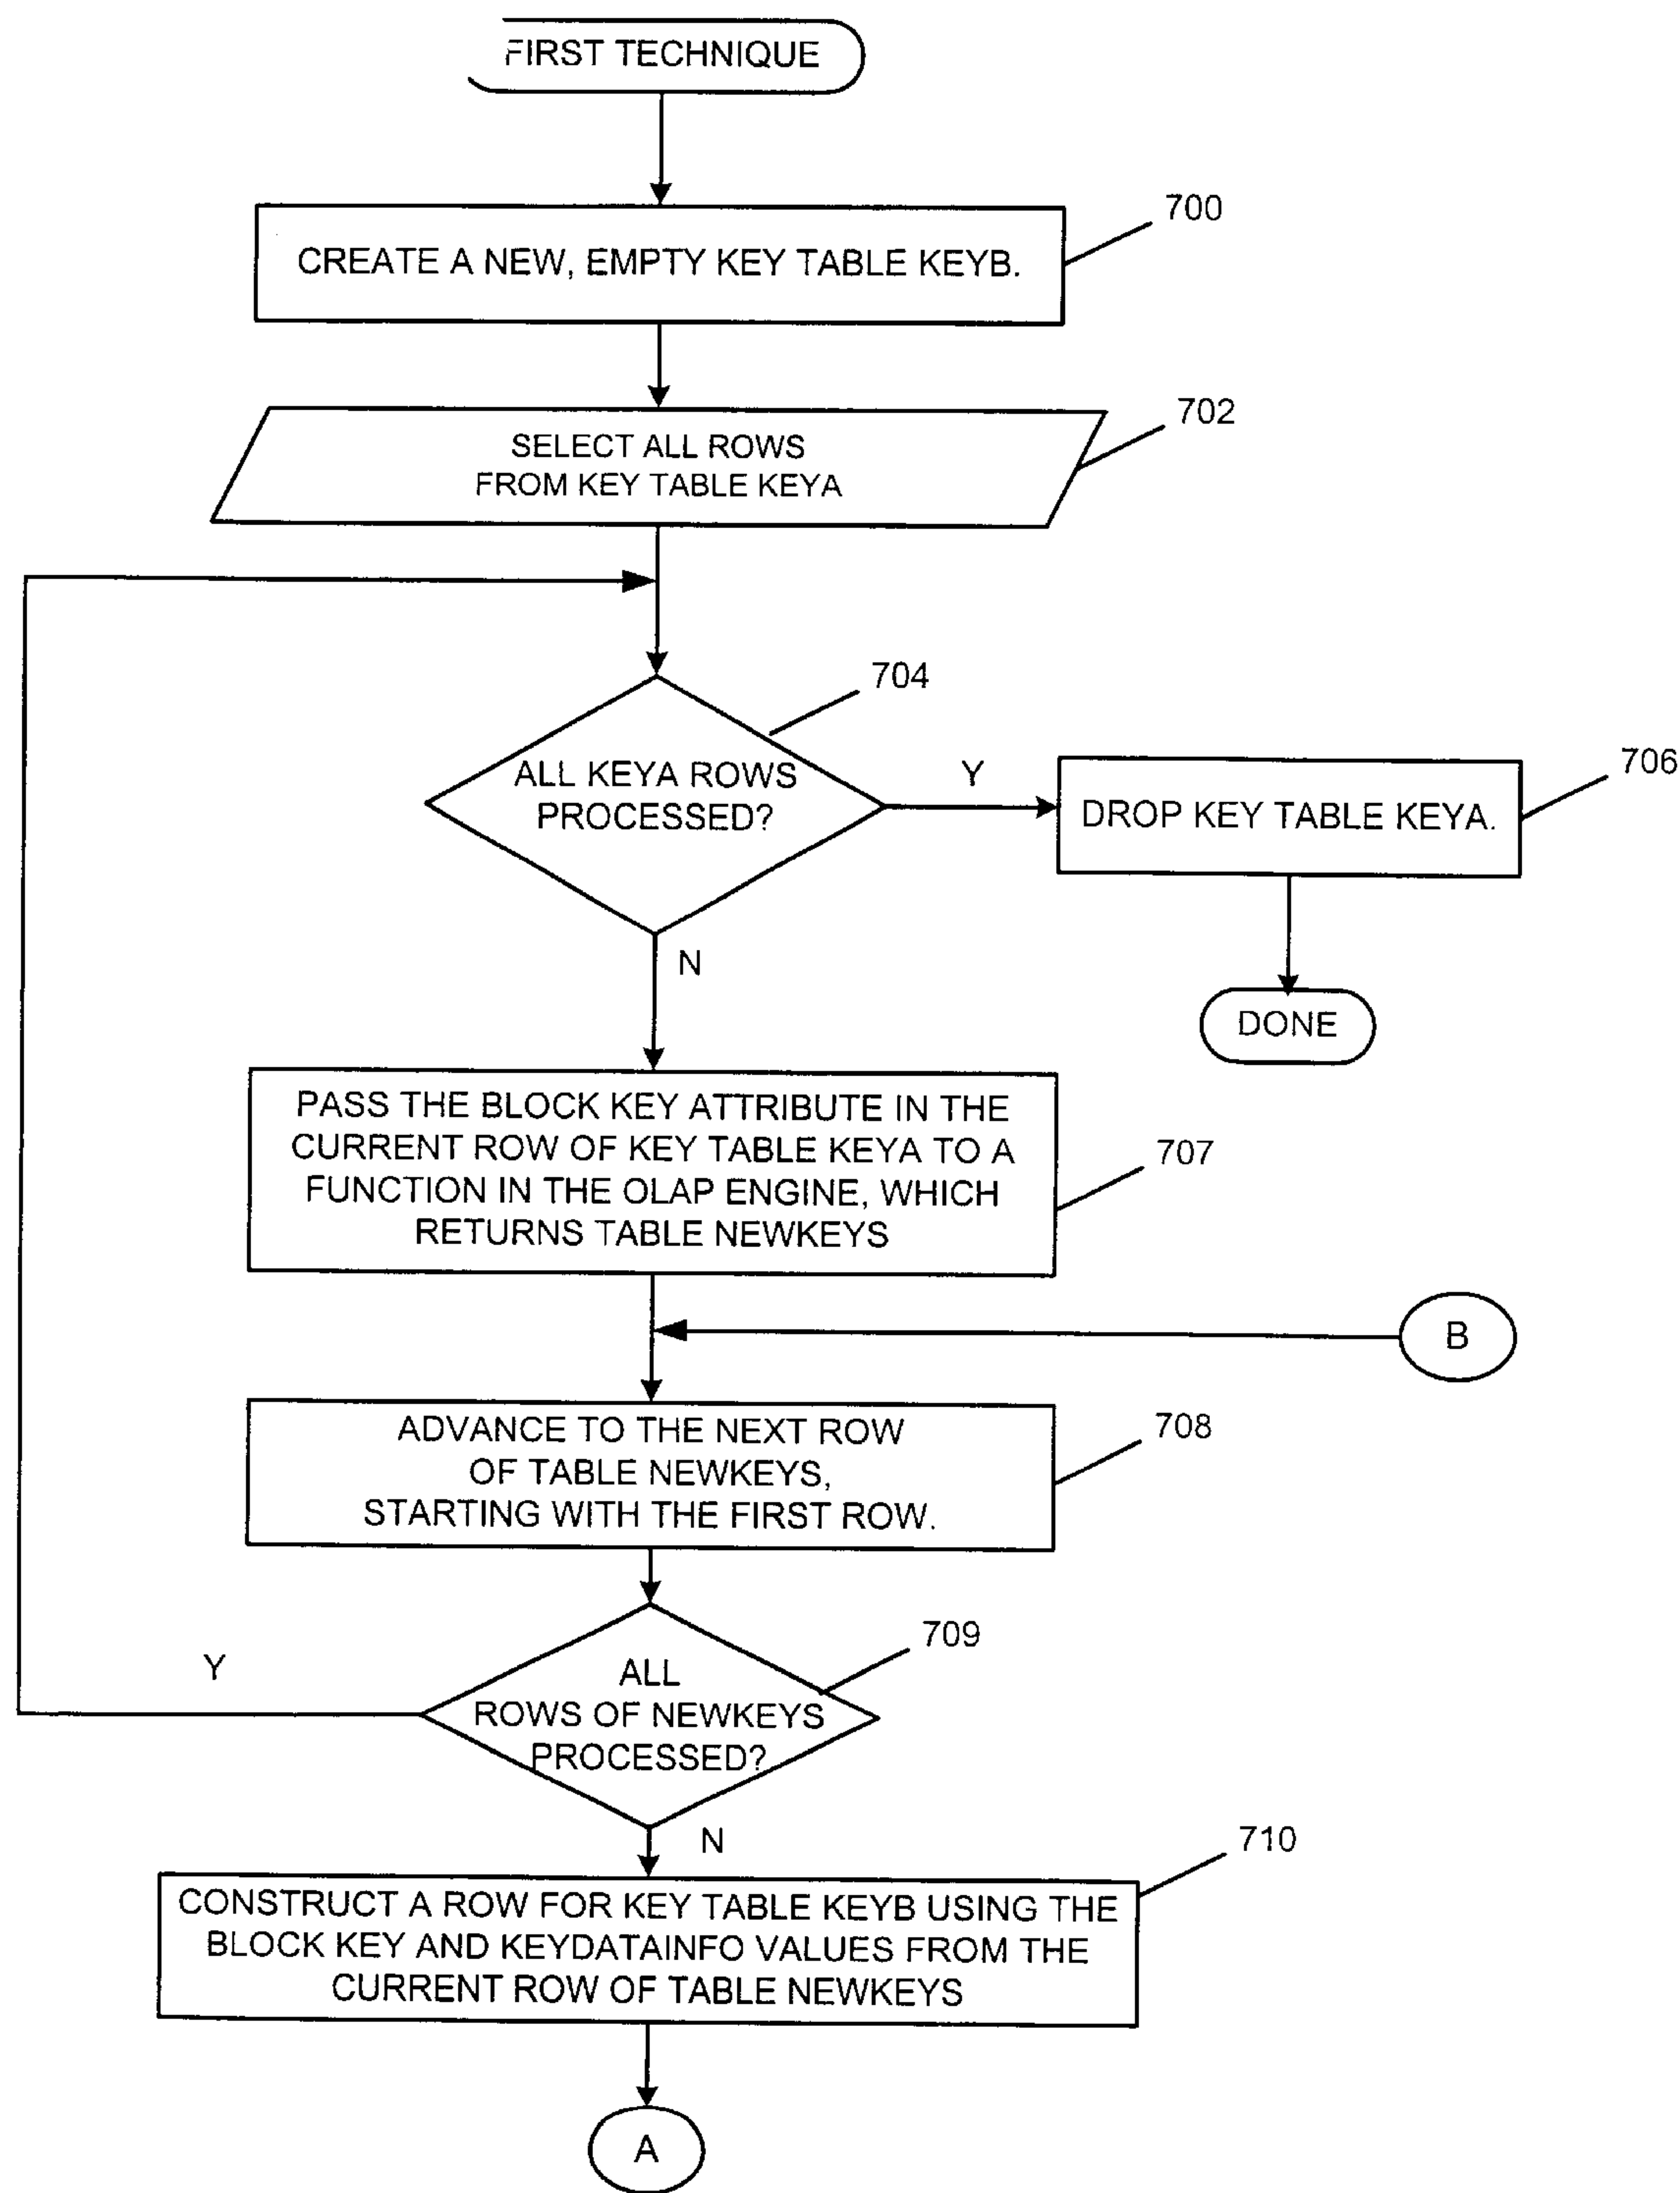 FIRST TECHNIQUE
700
CREATE A NEW, EMPTY KEY TABLE KEYB.
702
SELECT ALL ROWS
FROM KEY TABLE KEYA
704
ALL KEYA ROWS
PROCESSED?
Y
706
DROP KEY TABLE KEYA.
N
DONE
PASS THE BLOCK KEY ATTRIBUTE IN THE
CURRENT ROW OF KEY TABLE KEYA TO A
FUNCTION IN THE OLAP ENGINE, WHICH
RETURNS TABLE NEWKEYS
707
B
708
ADVANCE TO THE NEXT ROW
OF TABLE NEWKEYS,
STARTING WITH THE FIRST ROW.
709
Y
ALL
ROWS OF NEWKEYS
PROCESSED?
N
710
CONSTRUCT A ROW FOR KEY TABLE KEYB USING THE
BLOCK KEY AND KEYDATAINFO VALUES FROM THE
CURRENT ROW OF TABLE NEWKEYS
A